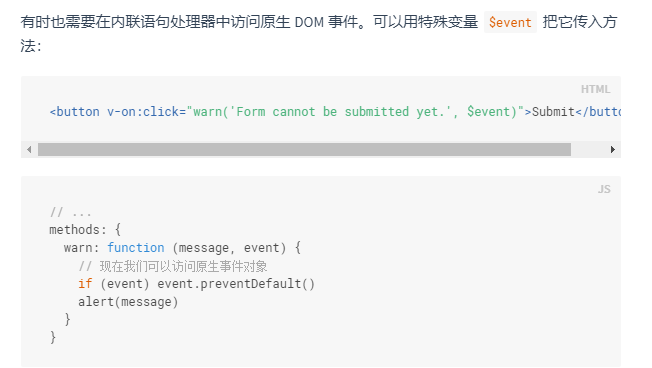 有时也需要在内联语句处理器中访问原生 DOM 事件。可以用特殊变量 $event 把它传入方
法：
HTML
<button v-on:click="warn('Form cannot be submitted yet.', $event)">Submit</butto
JS
// ...
methods: {
  warn: function (message, event) {
    // 现在我们可以访问原生事件对象
    if (event) event.preventDefault()
    alert(message)
  }
}